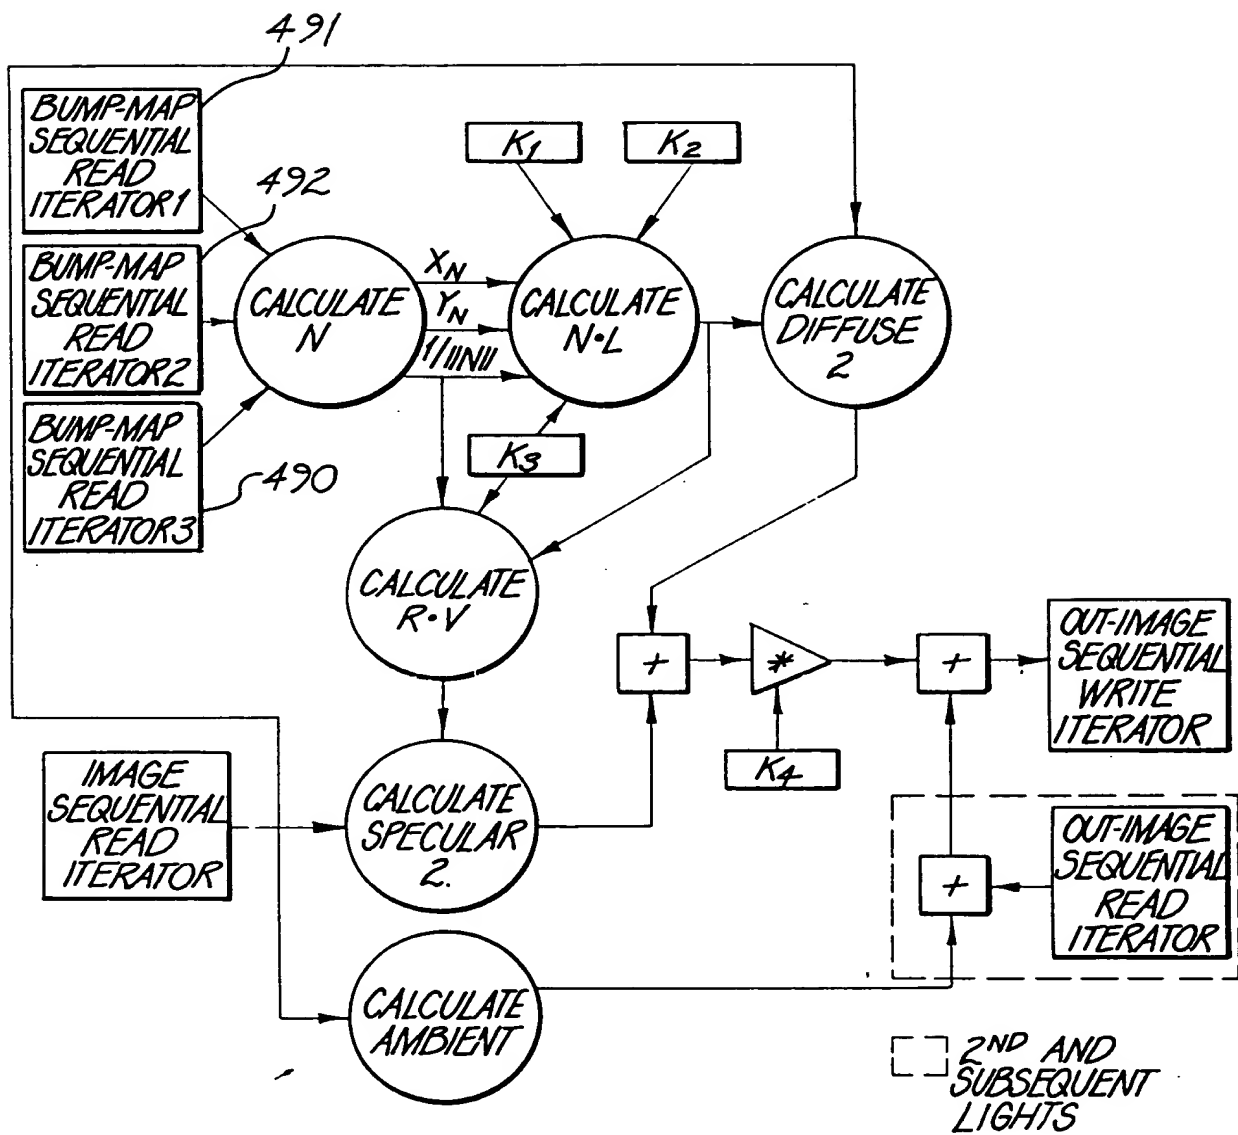 491
BUMP-MAP
SEQUENTIAL
READ
ITERATOR1
492
BUMP-MAP
SEQUENTIAL
READ
ITERATOR2
BUMP-MAP
SEQUENTIAL
READ
ITERATOR3
490
CALCULATE
N
XN
YN
1/||N||
K1
K2
CALCULATE
N•L
CALCULATE
DIFFUSE
2
K3
CALCULATE
R•V
+
*
+
OUT-IMAGE
SEQUENTIAL
WRITE
ITERATOR
K4
IMAGE
SEQUENTIAL
READ
ITERATOR
CALCULATE
SPECULAR
2.
+
OUT-IMAGE
SEQUENTIAL
READ
ITERATOR
CALCULATE
AMBIENT
2ND AND
SUBSEQUENT
LIGHTS